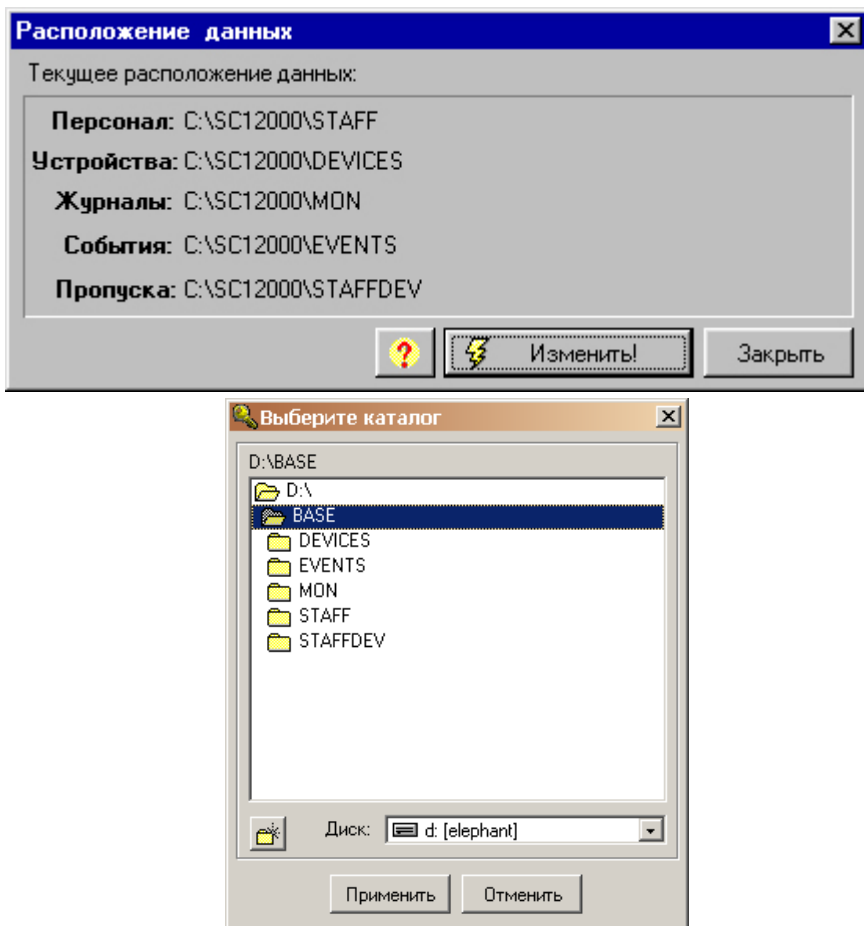 Расположение данных
Текущее расположение данных:
Персонал: C:\SC12000\STAFF
Устройства: C:\SC12000\DEVICES
Журналы: C:\SC12000\MON
События: C:\SC12000\EVENTS
Пропуска: C:\SC12000\STAFFDEV
? Изменить! Закрыть
Выберите каталог
D:\BASE
D:\
BASE
DEVICES
EVENTS
MON
STAFF
STAFFDEV
Диск: d: [elephant]
Применить Отменить